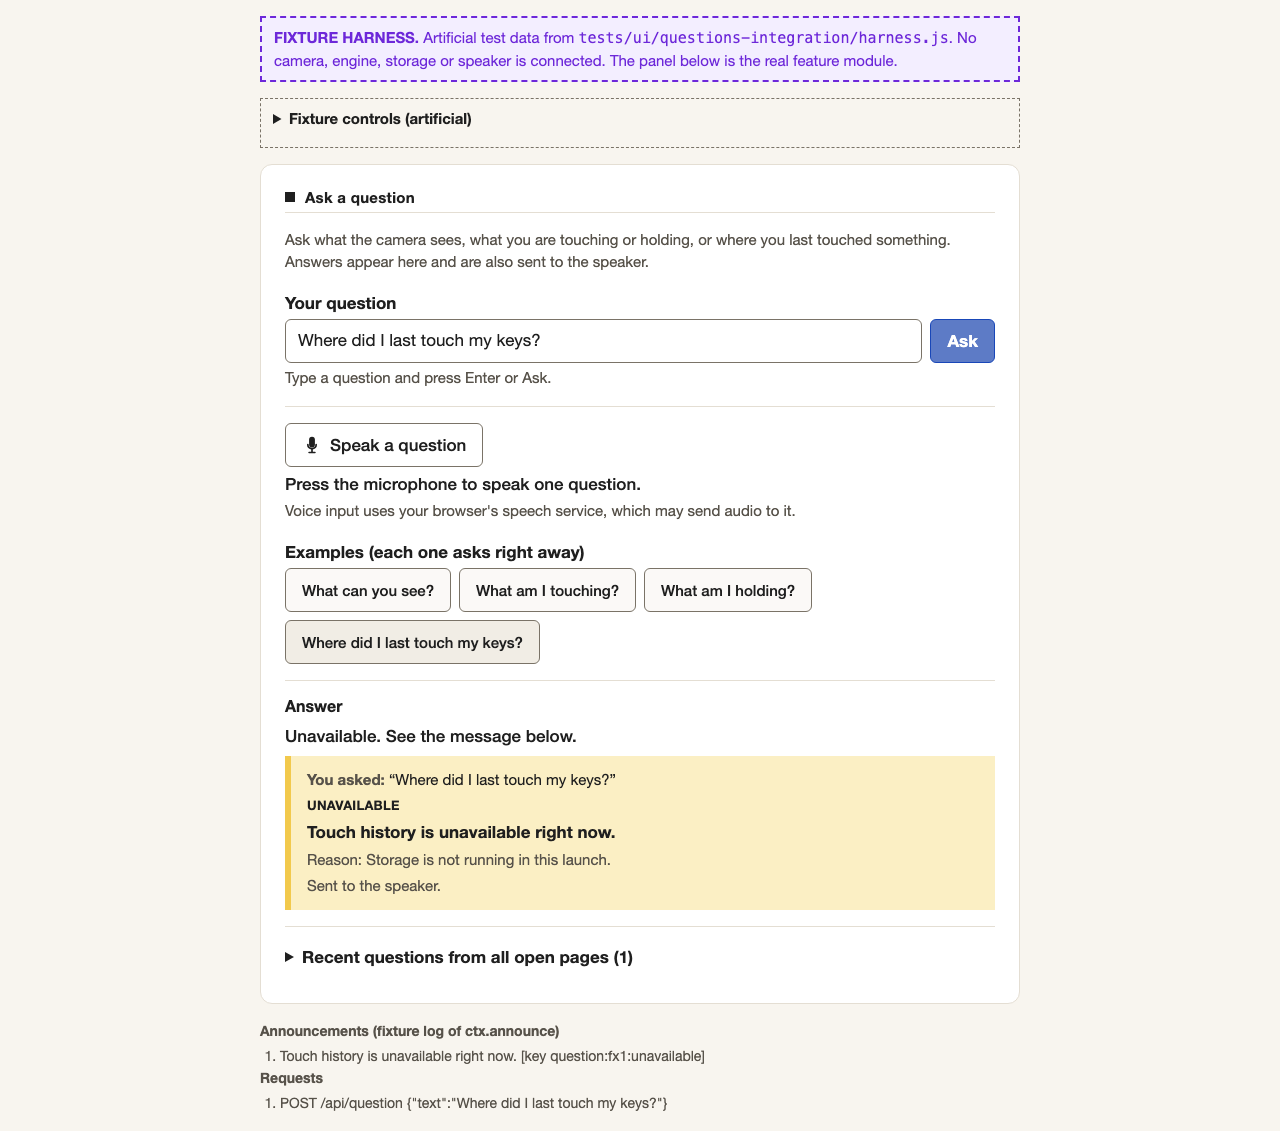 FIXTURE HARNESS. Artificial test data from tests/ui/questions-integration/harness.js. No
camera, engine, storage or speaker is connected. The panel below is the real feature module.
Fixture controls (artificial)
Ask a question
Ask what the camera sees, what you are touching or holding, or where you last touched something.
Answers appear here and are also sent to the speaker.
Your question
Where did I last touch my keys?
Ask
Type a question and press Enter or Ask.
Speak a question
Press the microphone to speak one question.
Voice input uses your browser's speech service, which may send audio to it.
Examples (each one asks right away)
What can you see?
What am I touching?
What am I holding?
Where did I last touch my keys?
Answer
Unavailable. See the message below.
You asked: “Where did I last touch my keys?”
UNAVAILABLE
Touch history is unavailable right now.
Reason: Storage is not running in this launch.
Sent to the speaker.
Recent questions from all open pages (1)
Announcements (fixture log of ctx.announce)
1. Touch history is unavailable right now. [key question:fx1:unavailable]
Requests
1. POST /api/question {"text":"Where did I last touch my keys?"}